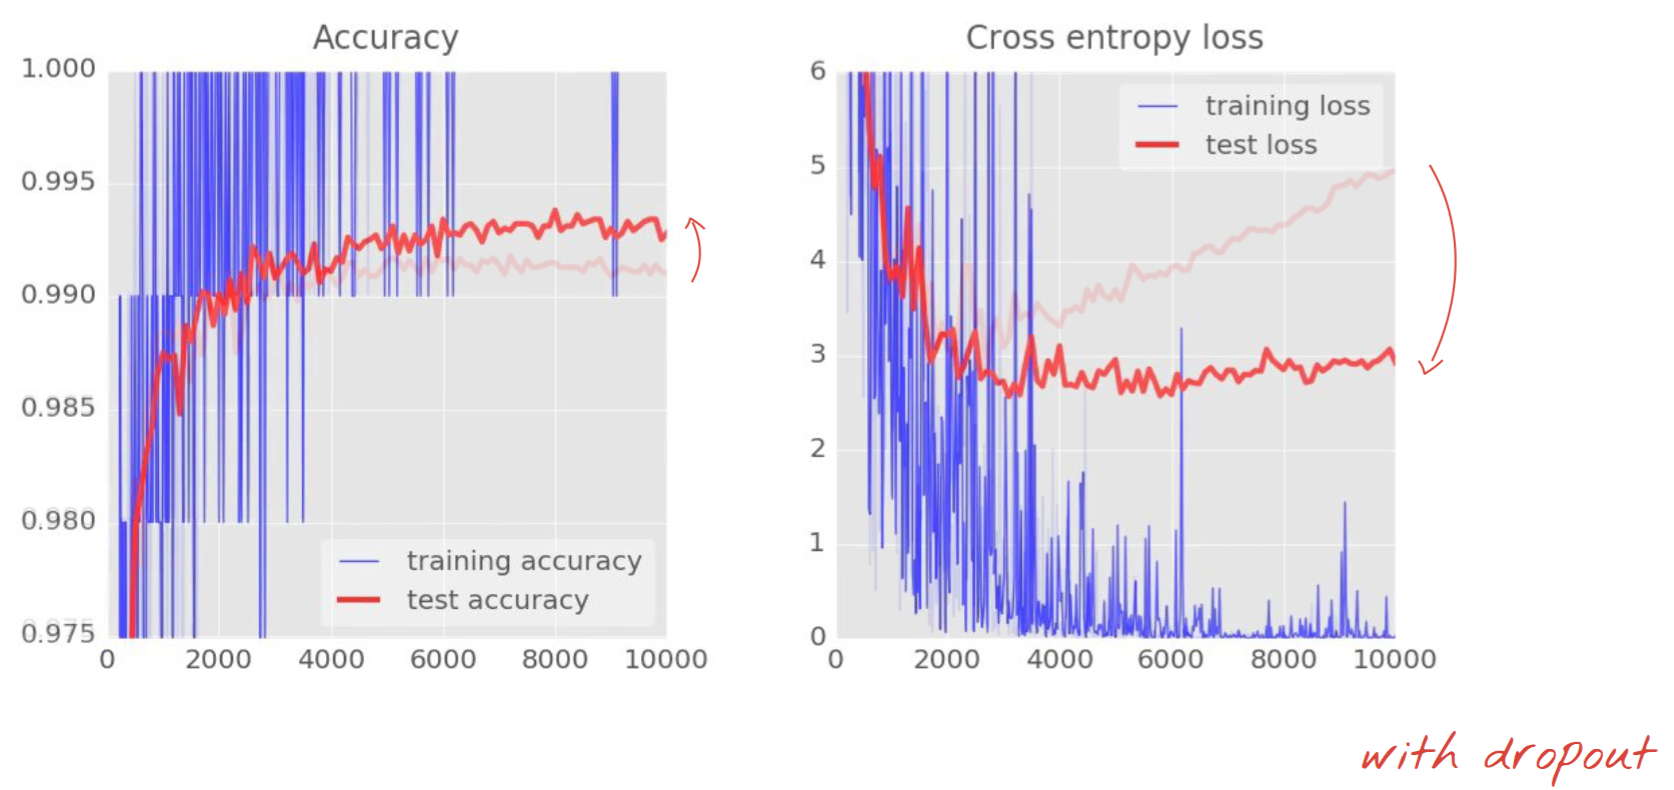 Accuracy
1.000
0.995
0.990
0.985
0.980
0.975
0 2000 4000 6000 8000 10000
training accuracy
test accuracy
Cross entropy loss
6
5
4
3
2
1
0
0 2000 4000 6000 8000 10000
training loss
test loss
with dropout